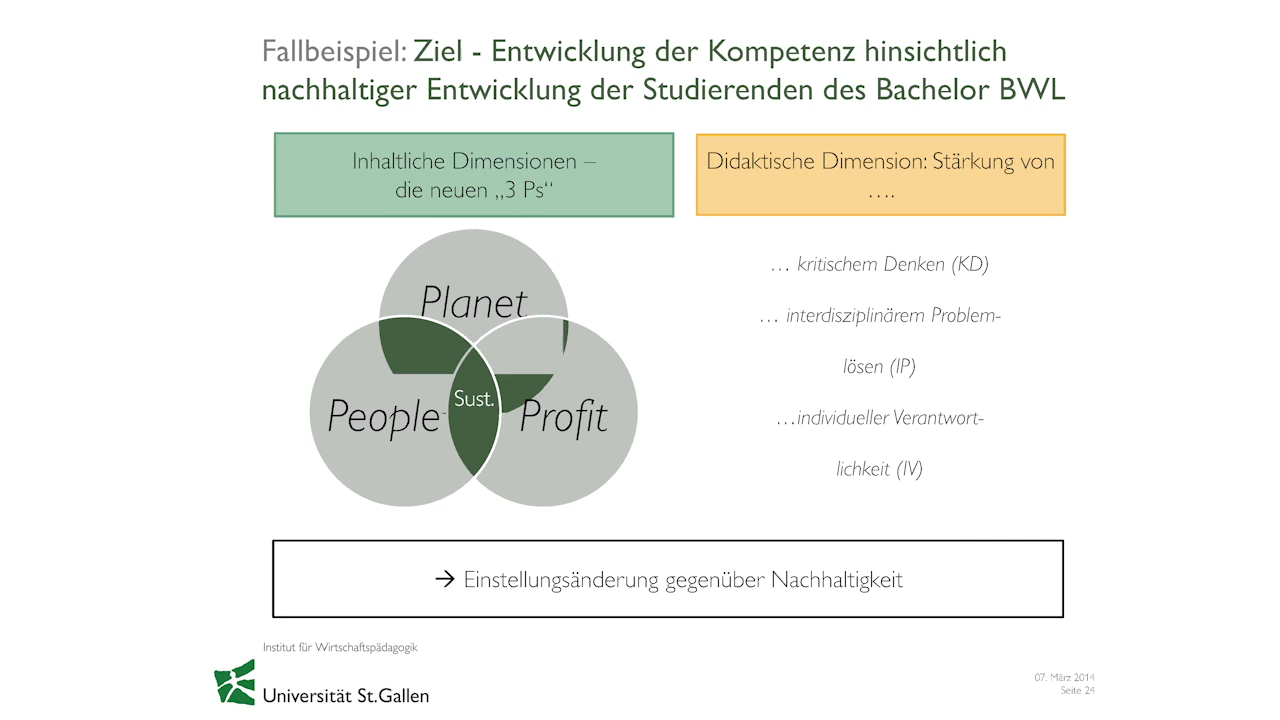 Fallbeispiel: Ziel - Entwicklung der Kompetenz hinsichtlich
nachhaltiger Entwicklung der Studierenden des Bachelor BWL
Inhaltliche Dimensionen –
die neuen „3 Ps“
Didaktische Dimension: Stärkung von
….
Planet
People
Sust.
Profit
… kritischem Denken (KD)
… interdisziplinärem Problem-
lösen (IP)
…individueller Verantwort-
lichkeit (IV)
→ Einstellungsänderung gegenüber Nachhaltigkeit
Institut für Wirtschaftspädagogik
Universität St.Gallen
07. März 2014
Seite 24